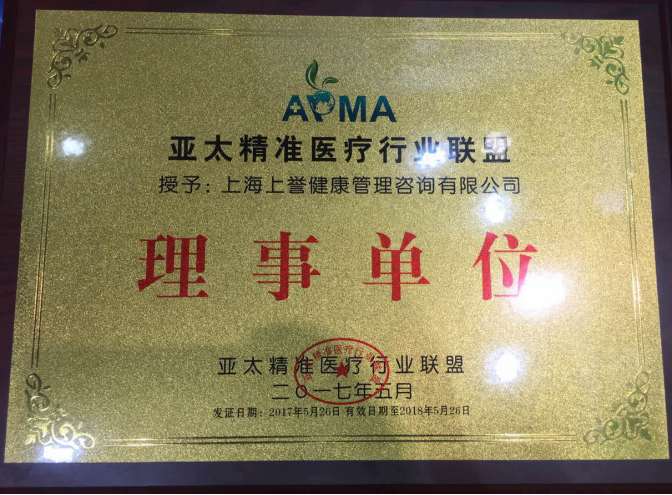 APMA
亚太精准医疗行业联盟
授予：上海上誉健康管理咨询有限公司
理事单位
亚太精准医疗行业联盟
二〇一七年五月
发证日期：2017年5月26日 有效日期至2018年5月26日